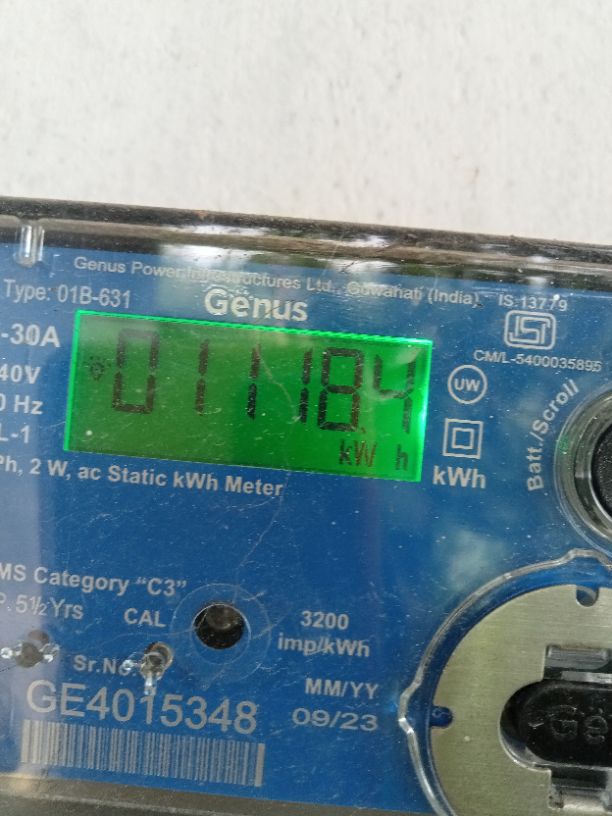 Genus Power Infrastructures Ltd., Guwahati (India)
IS:13779
Type: 01B-631
Genus
-30A
CM/L-5400035895
40V
0 Hz
L-1
01118.4
kW h
UW
kWh
Batt./Scroll
Ph, 2 W, ac Static kWh Meter
MS Category "C3"
P. 5½ Yrs
CAL
3200
imp/kWh
Sr.No.
MM/YY
GE4015348
09/23